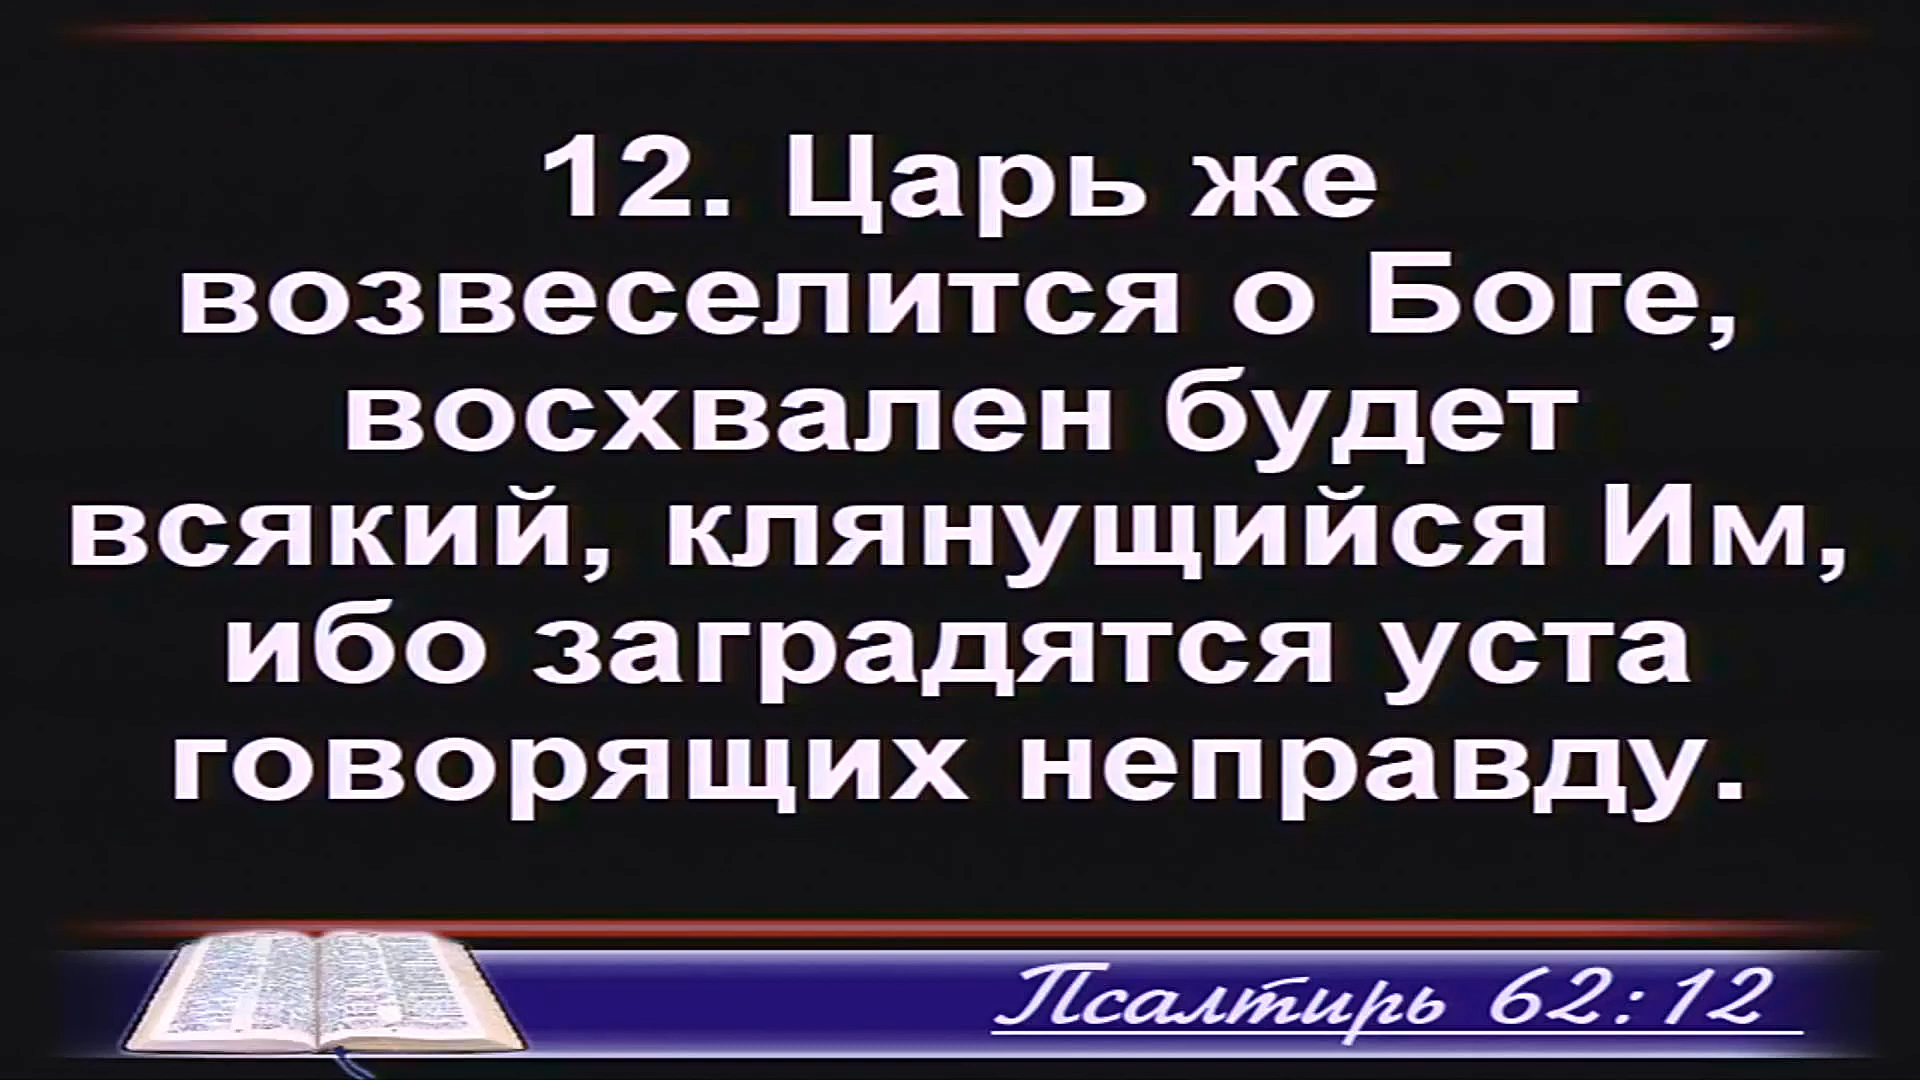 12. Царь же
возвеселится о Боге,
восхвален будет
всякий, клянущийся Им,
ибо заградятся уста
говорящих неправду.
Псалтирь 62:12